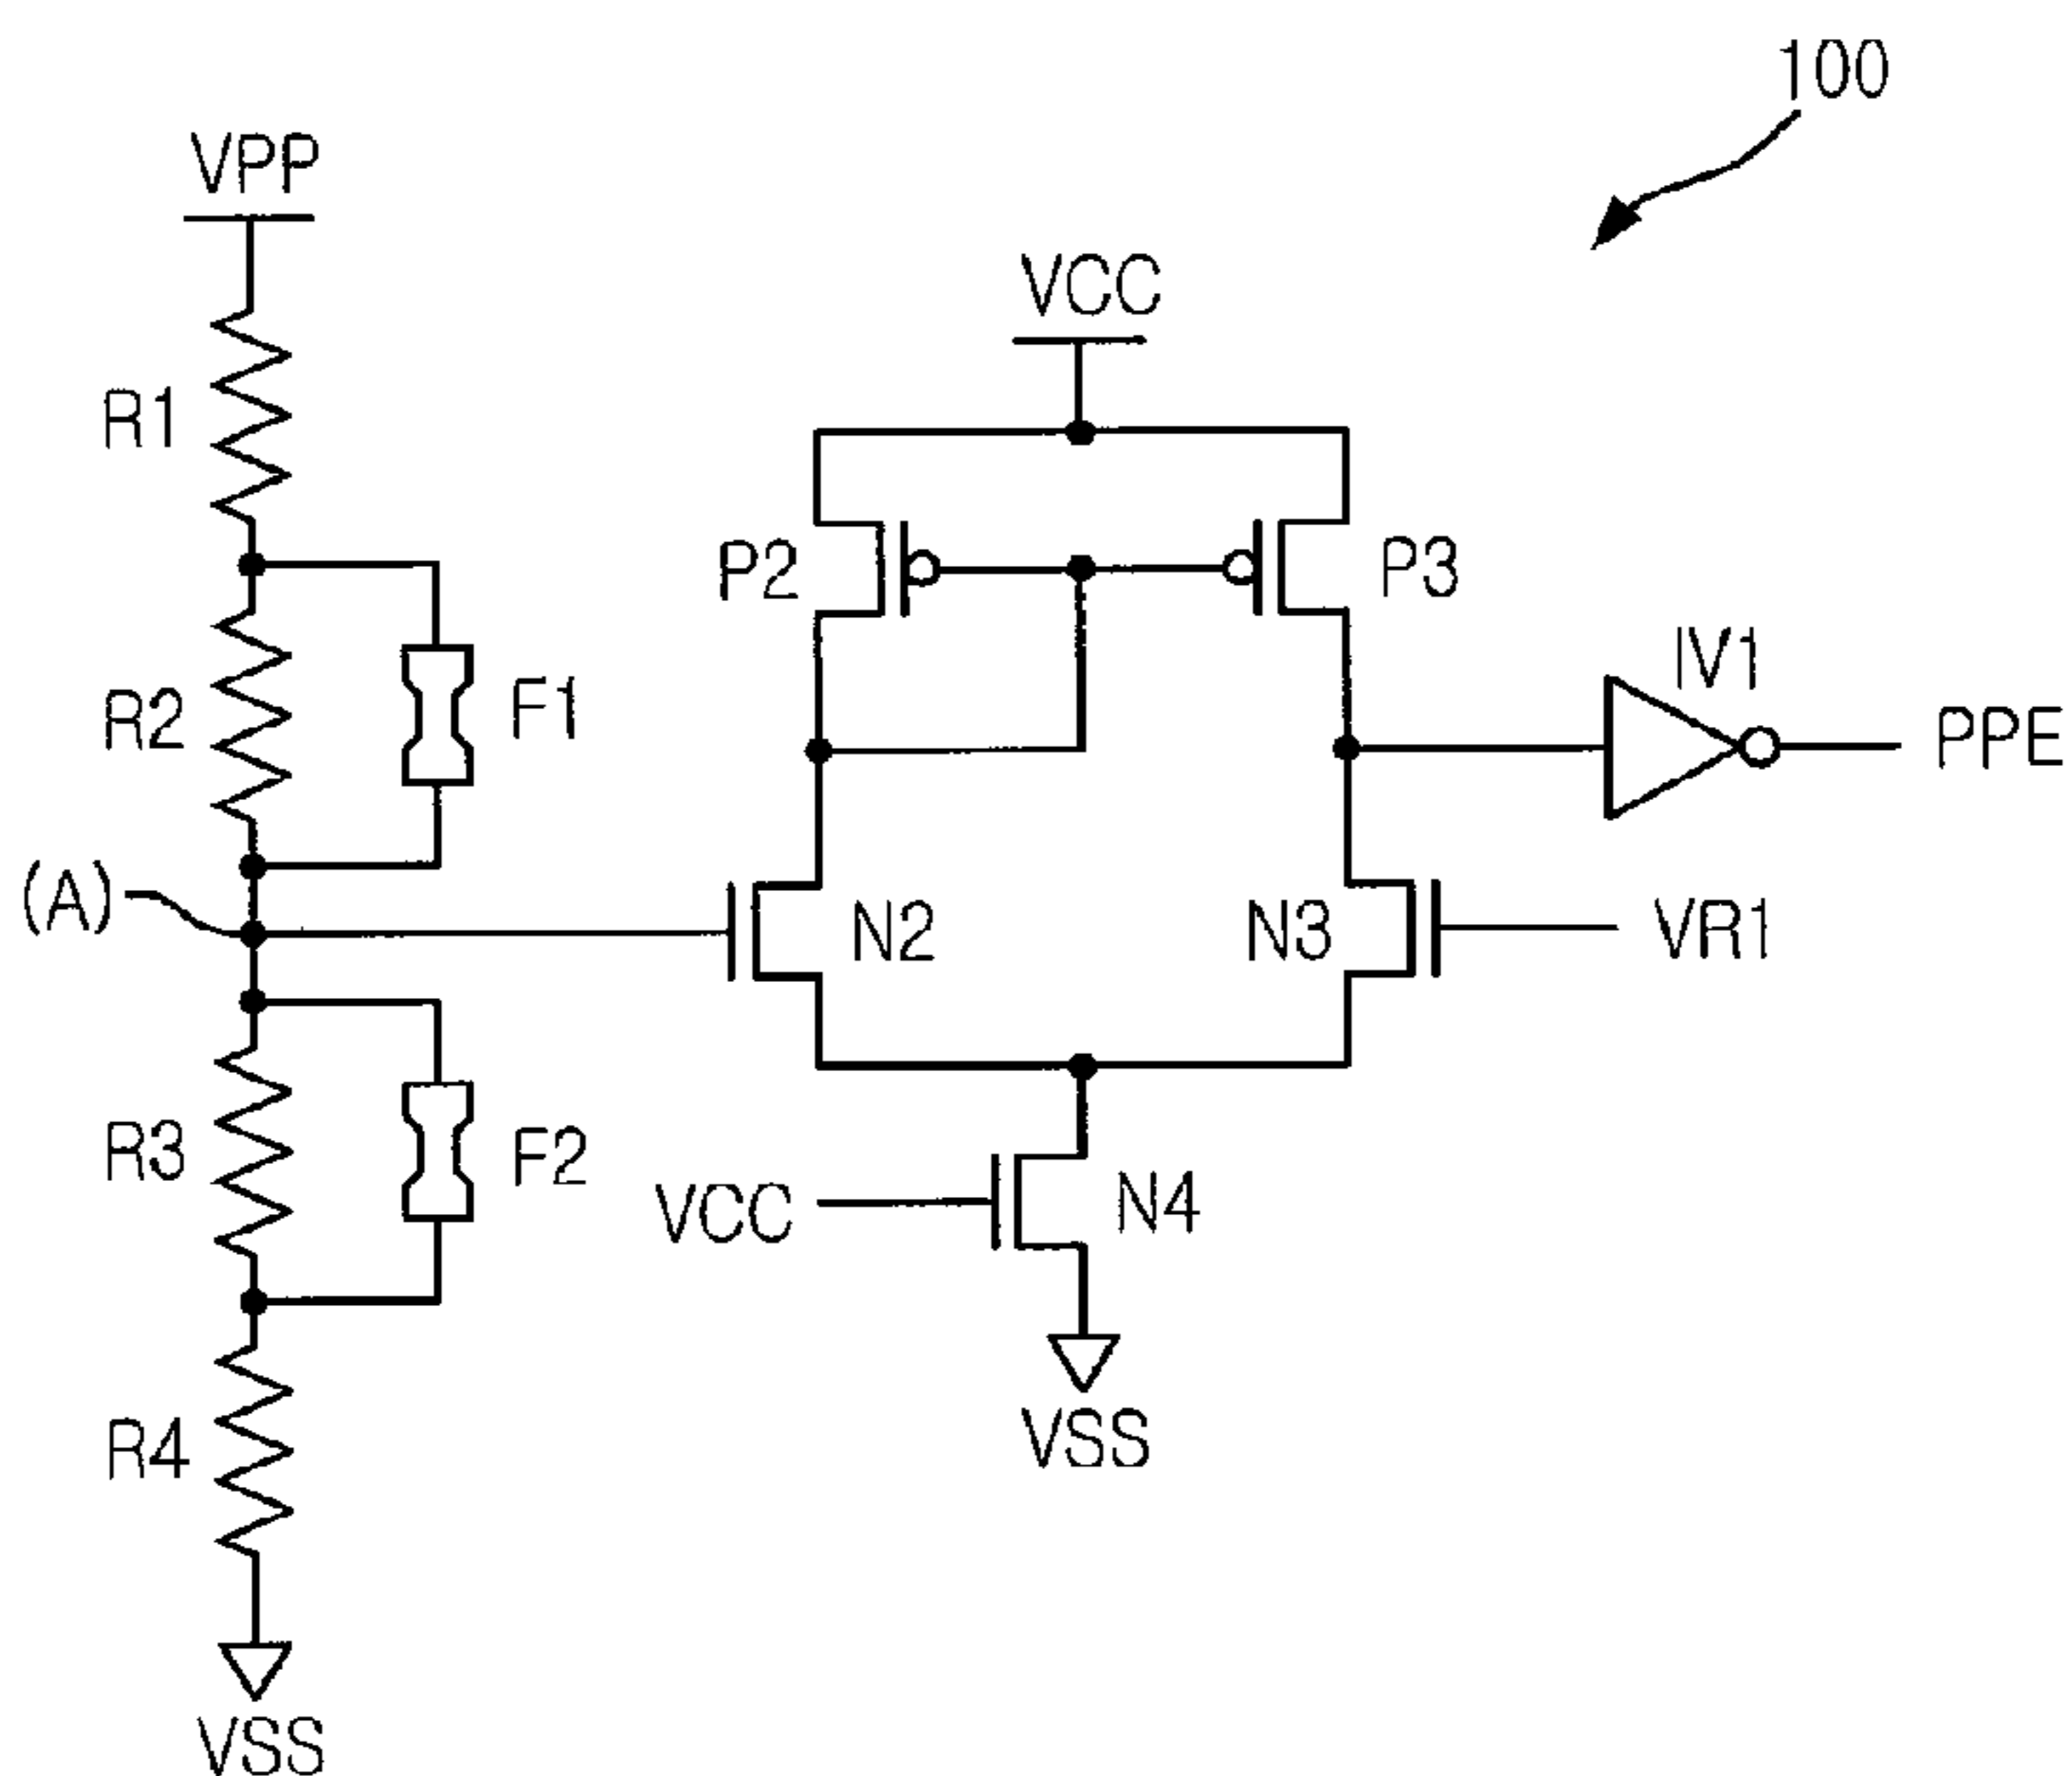 100
VPP
VCC
R1
P2
P3
IV1
R2
F1
PPE
(A)
N2
N3
VR1
R3
F2
VCC
N4
R4
VSS
VSS